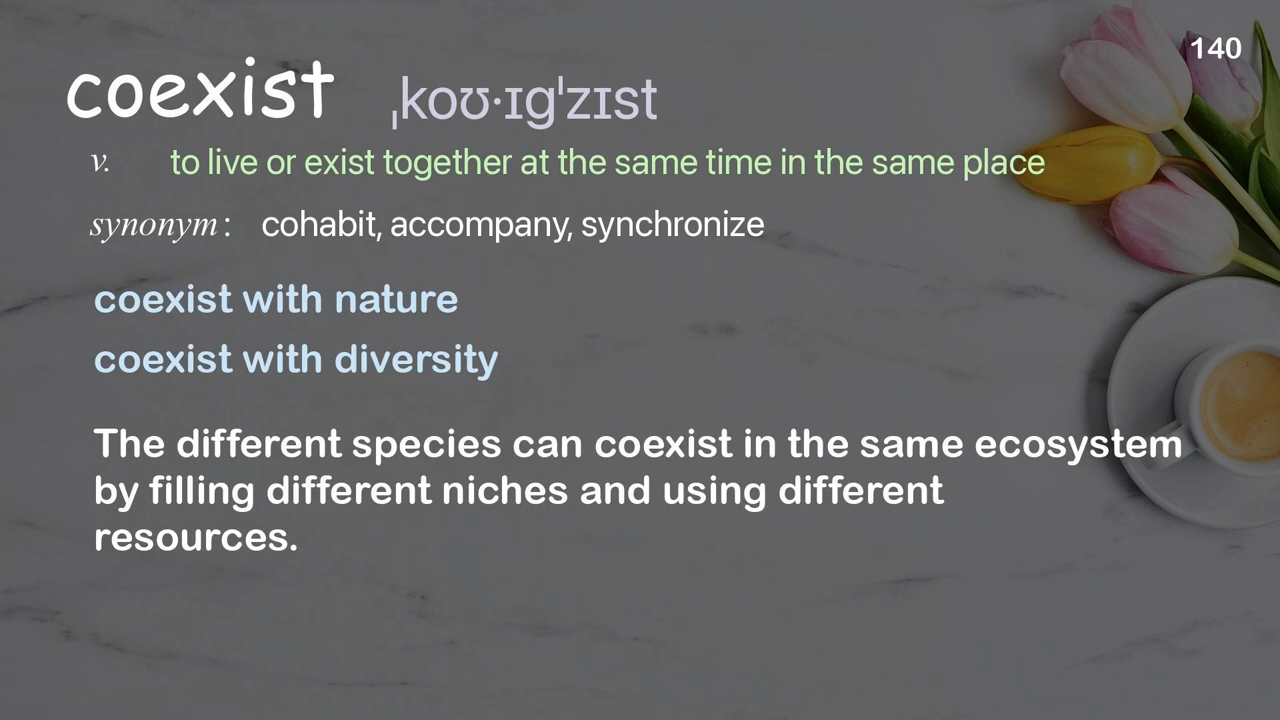 140
coexist ˌkoʊ·ɪgˈzɪst
v. to live or exist together at the same time in the same place
synonym: cohabit, accompany, synchronize
coexist with nature
coexist with diversity
The different species can coexist in the same ecosystem
by filling different niches and using different
resources.